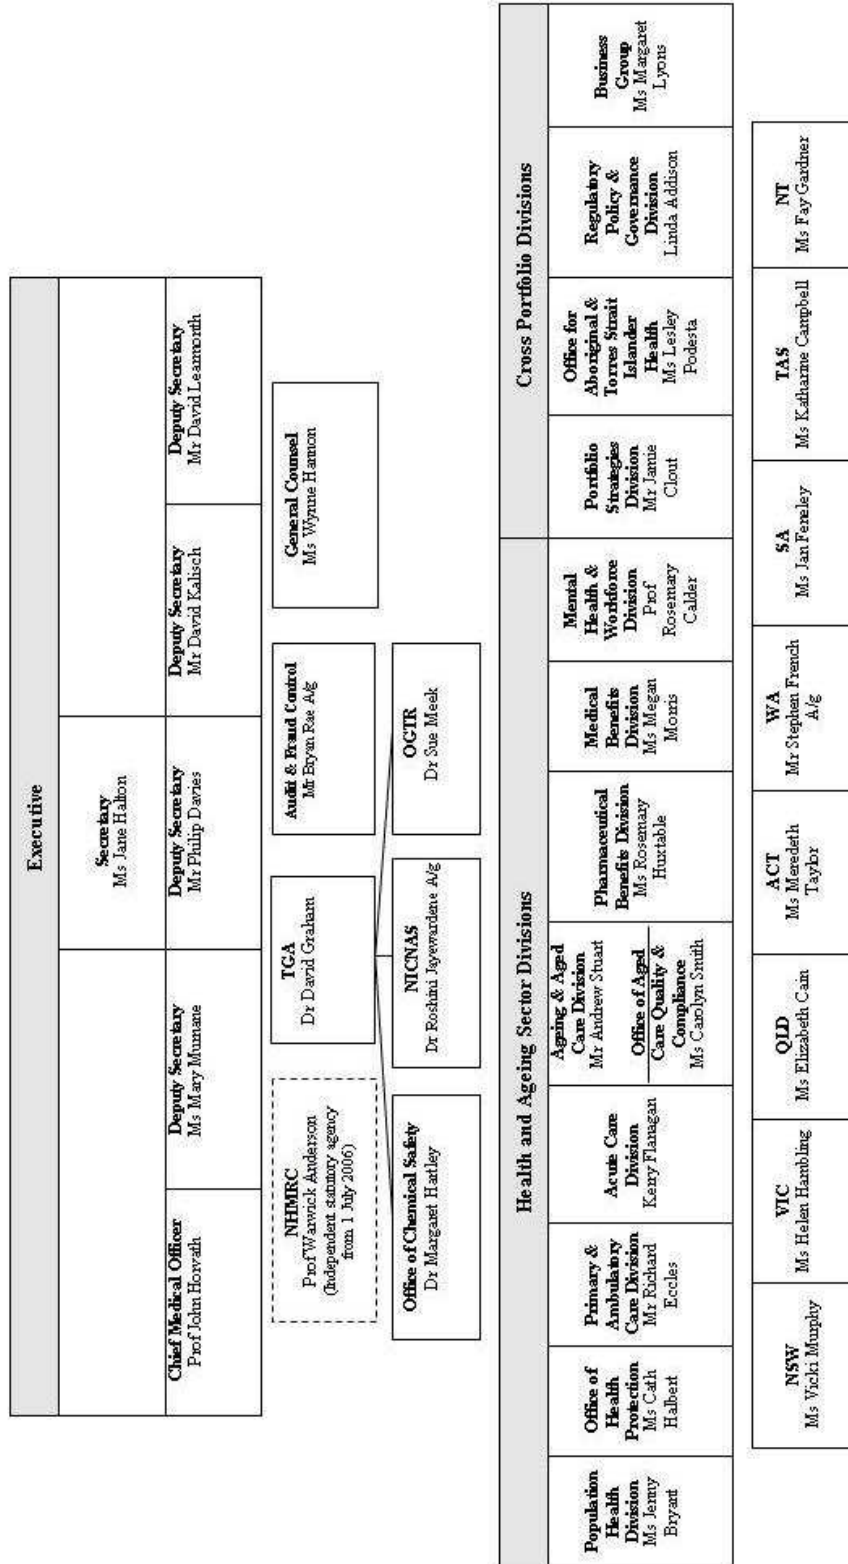 Executive
Secretary
Ms Jane Halton
Chief Medical Officer
Prof John Horvath
Deputy Secretary
Ms Mary Murnane
Deputy Secretary
Mr Philip Davies
Deputy Secretary
Mr David Kalisch
Deputy Secretary
Mr David Learmonth
NHMRC
Prof Warwick Anderson
(Independent statutory agency
from 1 July 2006)
TGA
Dr David Graham
Audit & Fraud Control
Mr Bryan Rae A/g
General Counsel
Ms Wynne Hannon
Office of Chemical Safety
Dr Margaret Hartley
NICNAS
Dr Roshini Jayewardene A/g
OGTR
Dr Sue Meek
Health and Ageing Sector Divisions
Cross Portfolio Divisions
Population
Health
Division
Ms Jenny
Bryant
Office of
Health
Protection
Ms Cath
Halbert
Primary &
Ambulatory
Care Division
Mr Richard
Eccles
Acute Care
Division
Kerry Flanagan
Ageing & Aged
Care Division
Mr Andrew Stuart
Office of Aged
Care Quality &
Compliance
Ms Carolyn Smith
Pharmaceutical
Benefits Division
Ms Rosemary
Huxtable
Medical
Benefits
Division
Ms Megan
Morris
Mental
Health &
Workforce
Division
Prof
Rosemary
Calder
Portfolio
Strategies
Division
Mr Jamie
Clout
Office for
Aboriginal &
Torres Strait
Islander
Health
Ms Lesley
Podesta
Regulatory
Policy &
Governance
Division
Linda Addison
Business
Group
Ms Margaret
Lyons
NSW
Ms Vicki Murphy
VIC
Ms Helen Hambling
QLD
Ms Elizabeth Cain
ACT
Ms Meredeth
Taylor
WA
Mr Stephen French
A/g
SA
Ms Jan Feneley
TAS
Ms Katharine Campbell
NT
Ms Fay Gardner